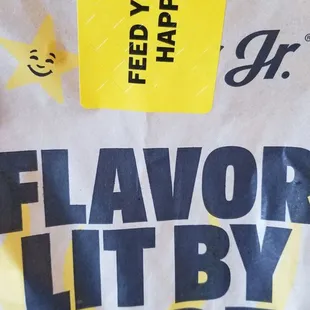 FEED Y
HAPP
Jr.®
FLAVOR
LIT BY